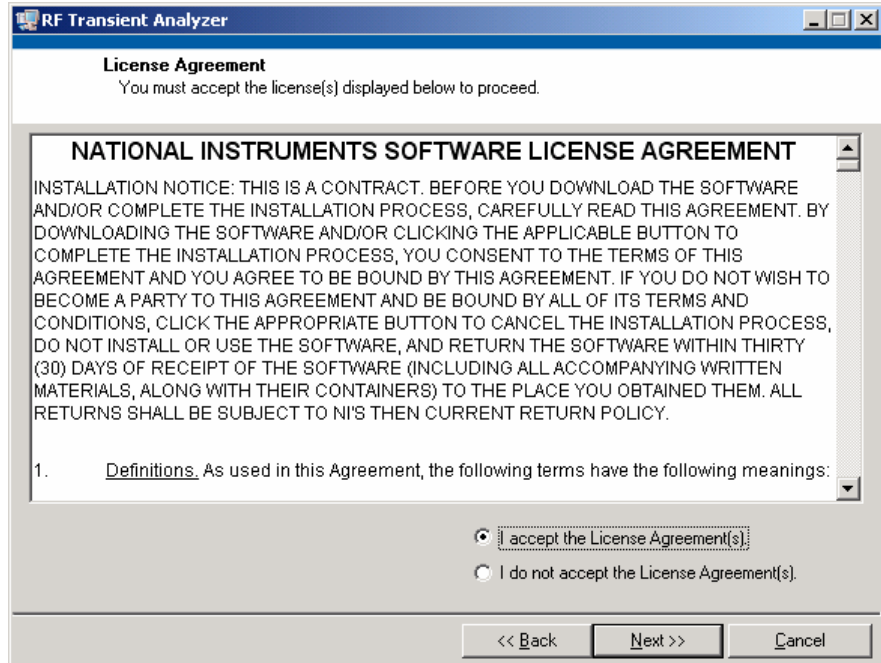 RF Transient Analyzer
License Agreement
You must accept the license(s) displayed below to proceed.
NATIONAL INSTRUMENTS SOFTWARE LICENSE AGREEMENT
INSTALLATION NOTICE: THIS IS A CONTRACT. BEFORE YOU DOWNLOAD THE SOFTWARE
AND/OR COMPLETE THE INSTALLATION PROCESS, CAREFULLY READ THIS AGREEMENT. BY
DOWNLOADING THE SOFTWARE AND/OR CLICKING THE APPLICABLE BUTTON TO
COMPLETE THE INSTALLATION PROCESS, YOU CONSENT TO THE TERMS OF THIS
AGREEMENT AND YOU AGREE TO BE BOUND BY THIS AGREEMENT. IF YOU DO NOT WISH TO
BECOME A PARTY TO THIS AGREEMENT AND BE BOUND BY ALL OF ITS TERMS AND
CONDITIONS, CLICK THE APPROPRIATE BUTTON TO CANCEL THE INSTALLATION PROCESS,
DO NOT INSTALL OR USE THE SOFTWARE, AND RETURN THE SOFTWARE WITHIN THIRTY
(30) DAYS OF RECEIPT OF THE SOFTWARE (INCLUDING ALL ACCOMPANYING WRITTEN
MATERIALS, ALONG WITH THEIR CONTAINERS) TO THE PLACE YOU OBTAINED THEM. ALL
RETURNS SHALL BE SUBJECT TO NI'S THEN CURRENT RETURN POLICY.
1. Definitions. As used in this Agreement, the following terms have the following meanings:
I accept the License Agreement(s).
I do not accept the License Agreement(s).
<< Back Next >> Cancel